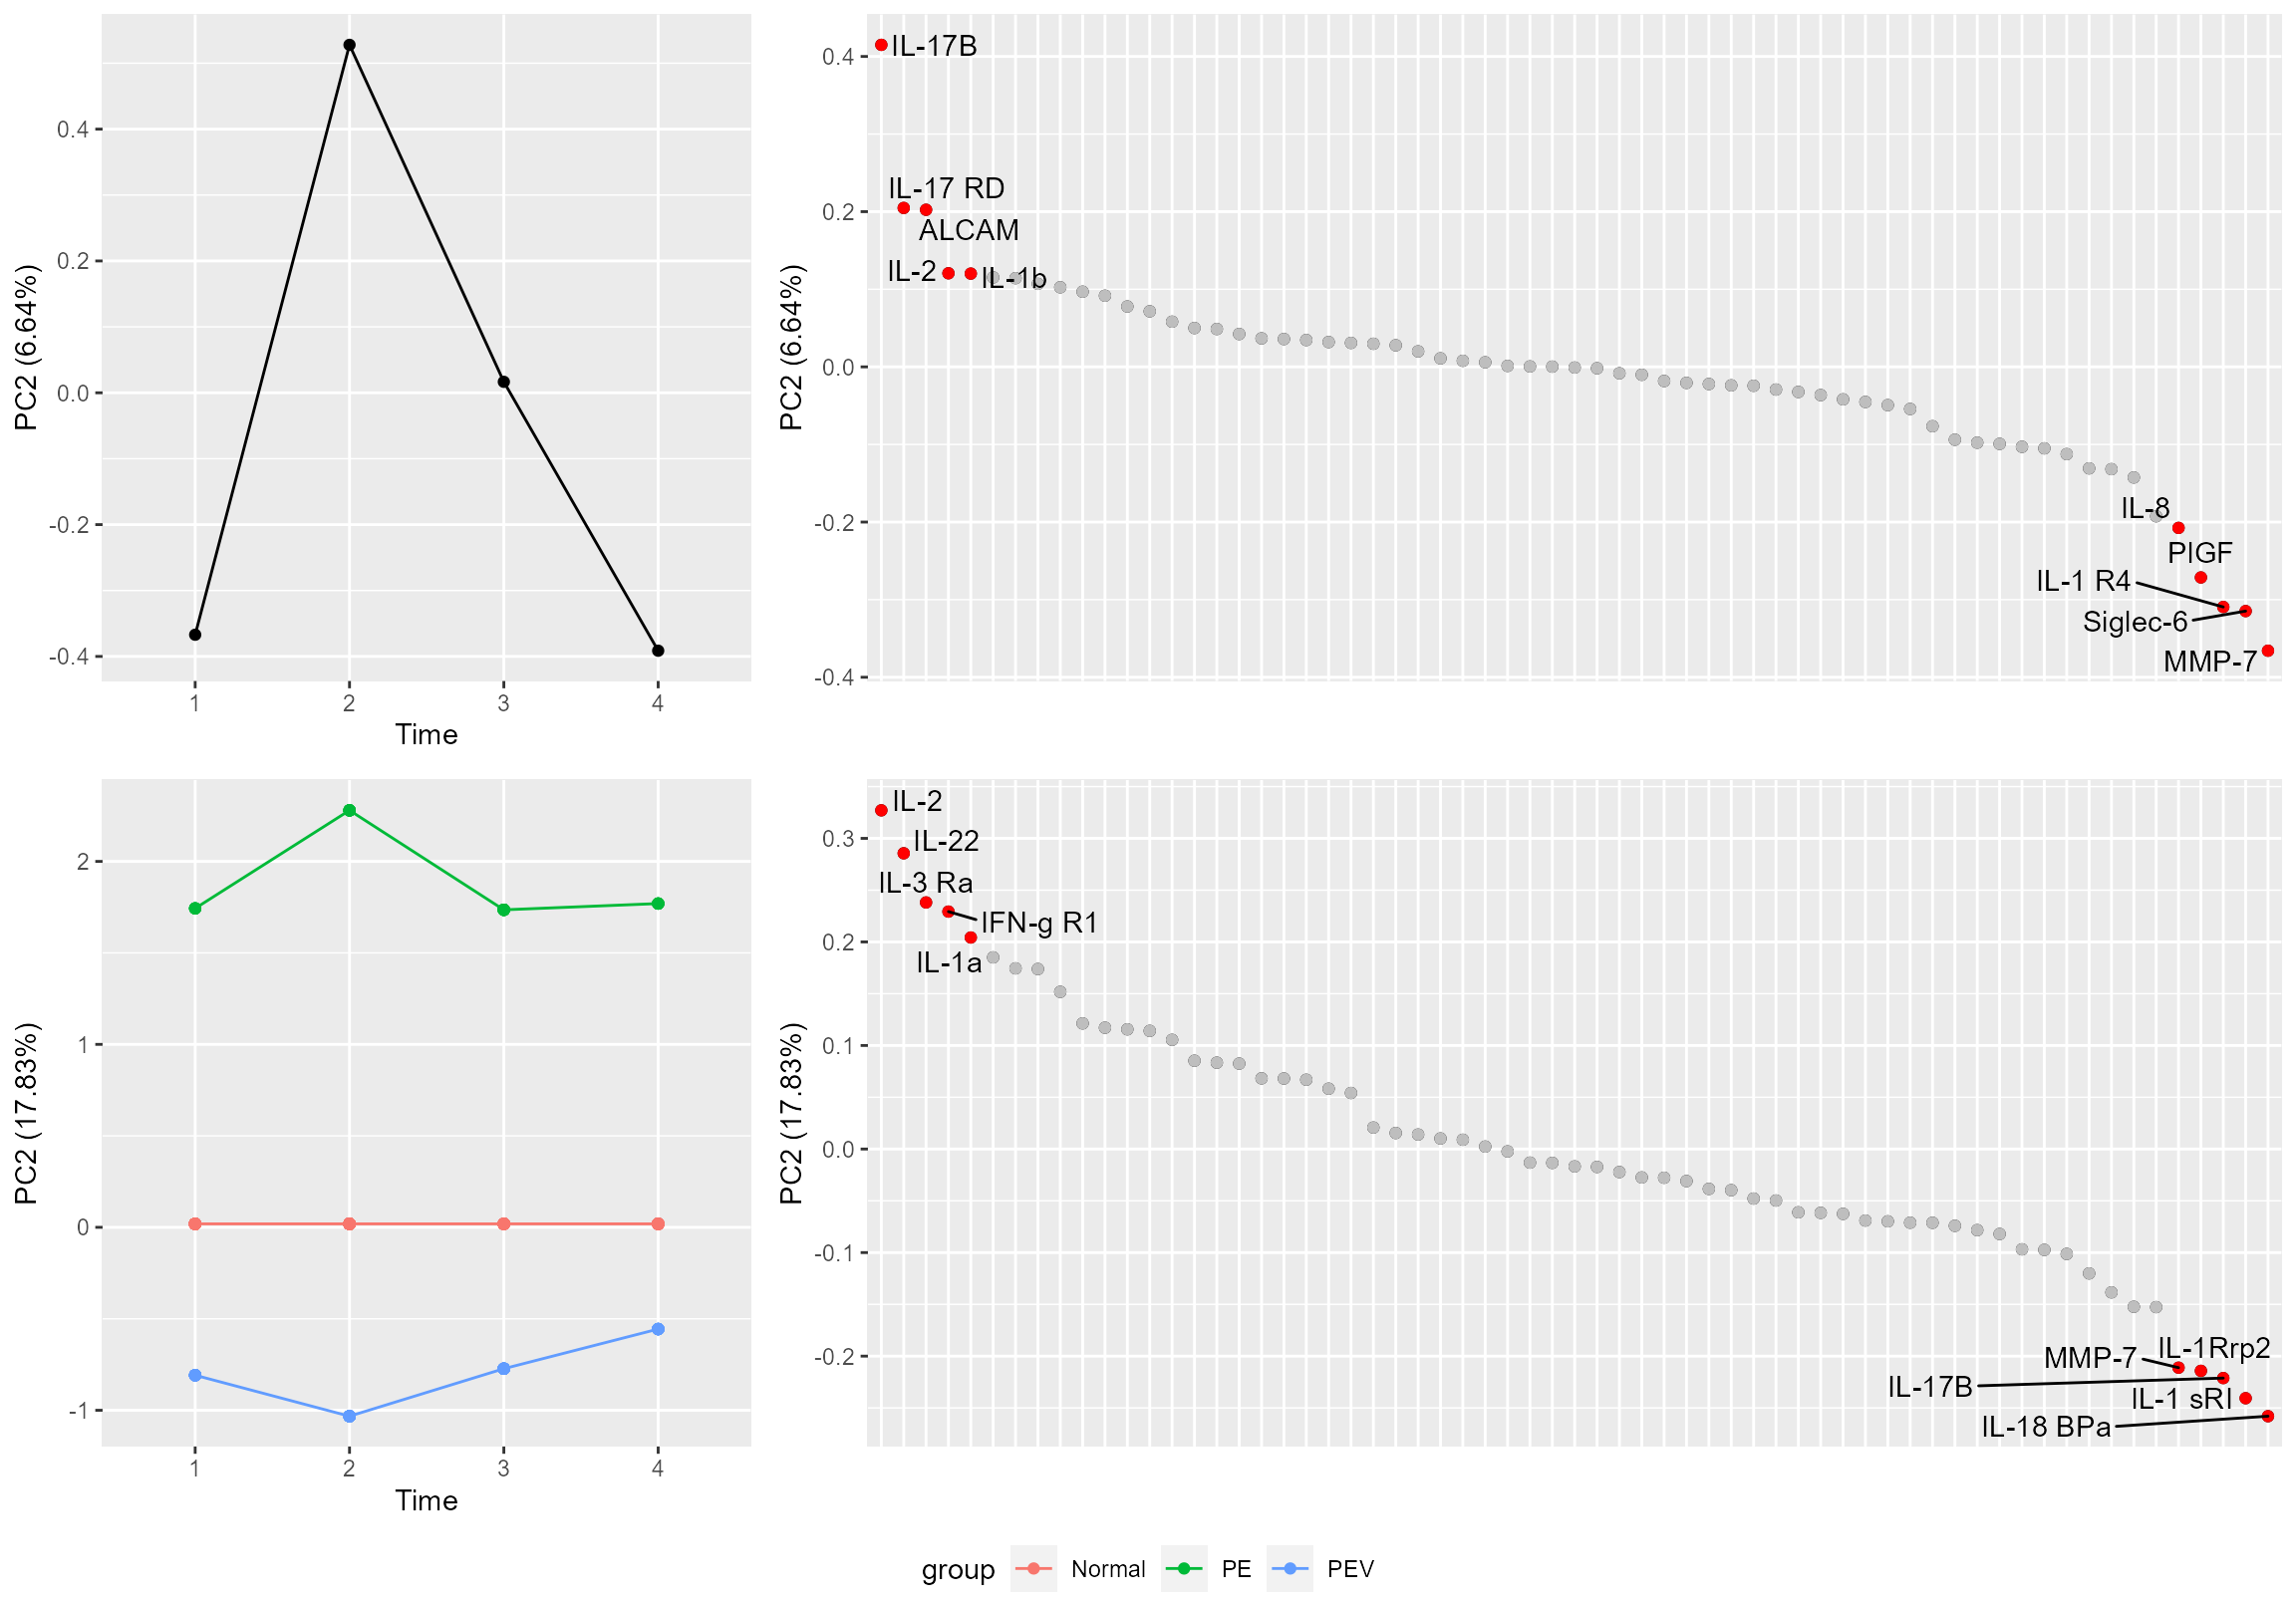 PC2 (6.64%)
0.4
0.2
0.0
-0.2
-0.4
1 2 3 4
Time
PC2 (6.64%)
0.4
0.2
0.0
-0.2
-0.4
IL-17B
IL-17 RD
ALCAM
IL-2
IL-1b
IL-8
PlGF
IL-1 R4
Siglec-6
MMP-7
PC2 (17.83%)
2
1
0
-1
1 2 3 4
Time
PC2 (17.83%)
0.3
0.2
0.1
0.0
-0.1
-0.2
IL-2
IL-22
IL-3 Ra
IFN-g R1
IL-1a
IL-1Rrp2
MMP-7
IL-17B
IL-1 sRI
IL-18 BPa
group Normal PE PEV